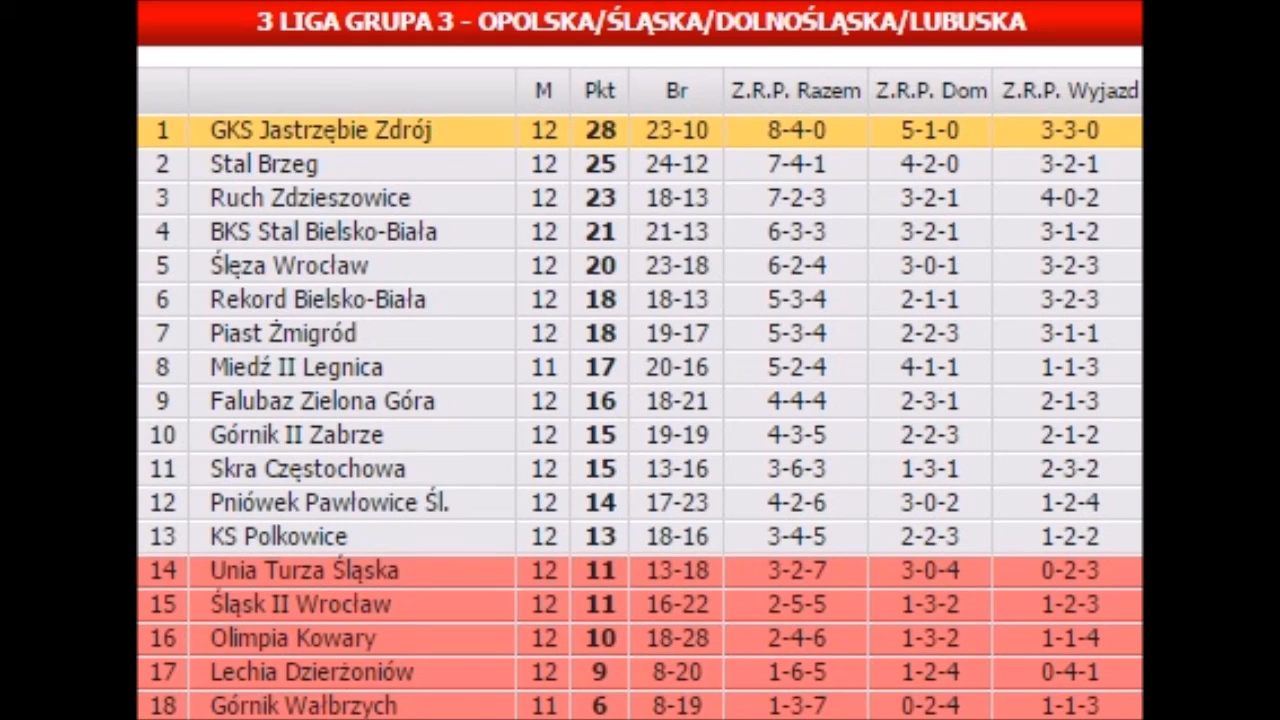 3 LIGA GRUPA 3 - OPOLSKA/ŚLĄSKA/DOLNOŚLĄSKA/LUBUSKA
M Pkt Br Z.R.P. Razem Z.R.P. Dom Z.R.P. Wyjazd
1 GKS Jastrzębie Zdrój 12 28 23-10 8-4-0 5-1-0 3-3-0
2 Stal Brzeg 12 25 24-12 7-4-1 4-2-0 3-2-1
3 Ruch Zdzieszowice 12 23 18-13 7-2-3 3-2-1 4-0-2
4 BKS Stal Bielsko-Biała 12 21 21-13 6-3-3 3-2-1 3-1-2
5 Ślęza Wrocław 12 20 23-18 6-2-4 3-0-1 3-2-3
6 Rekord Bielsko-Biała 12 18 18-13 5-3-4 2-1-1 3-2-3
7 Piast Żmigród 12 18 19-17 5-3-4 2-2-3 3-1-1
8 Miedź II Legnica 11 17 20-16 5-2-4 4-1-1 1-1-3
9 Falubaz Zielona Góra 12 16 18-21 4-4-4 2-3-1 2-1-3
10 Górnik II Zabrze 12 15 19-19 4-3-5 2-2-3 2-1-2
11 Skra Częstochowa 12 15 13-16 3-6-3 1-3-1 2-3-2
12 Pniówek Pawłowice Śl. 12 14 17-23 4-2-6 3-0-2 1-2-4
13 KS Polkowice 12 13 18-16 3-4-5 2-2-3 1-2-2
14 Unia Turza Śląska 12 11 13-18 3-2-7 3-0-4 0-2-3
15 Śląsk II Wrocław 12 11 16-22 2-5-5 1-3-2 1-2-3
16 Olimpia Kowary 12 10 18-28 2-4-6 1-3-2 1-1-4
17 Lechia Dzierżoniów 12 9 8-20 1-6-5 1-2-4 0-4-1
18 Górnik Wałbrzych 11 6 8-19 1-3-7 0-2-4 1-1-3